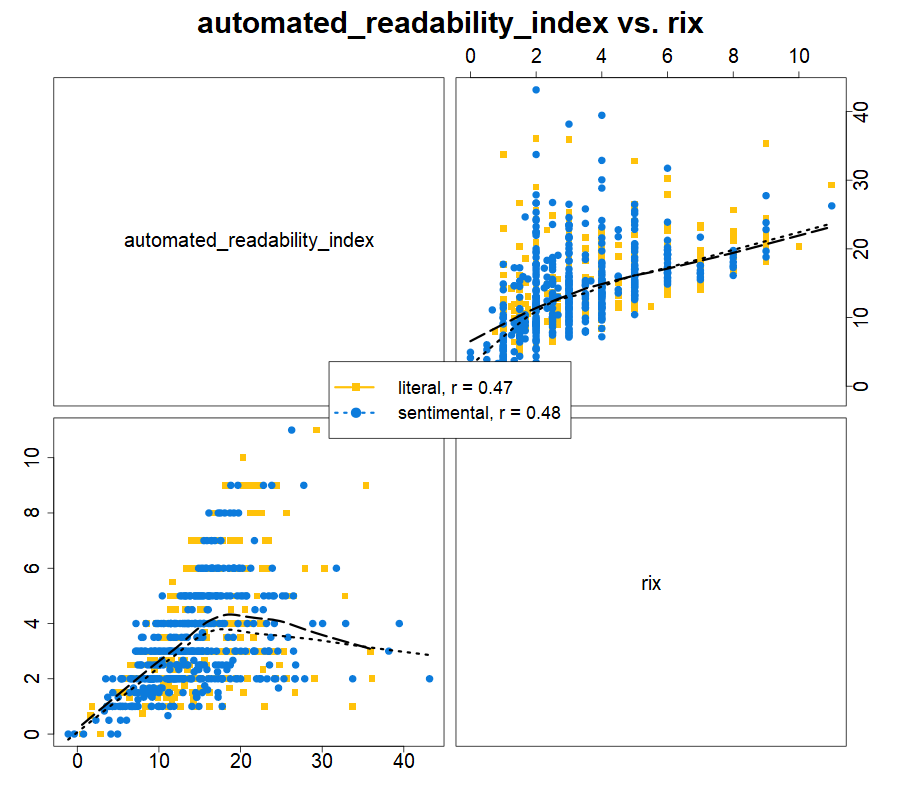 automated_readability_index vs. rix
0 2 4 6 8 10
automated_readability_index
0 10 20 30 40
literal, r = 0.47
sentimental, r = 0.48
0 2 4 6 8 10
rix
0 10 20 30 40